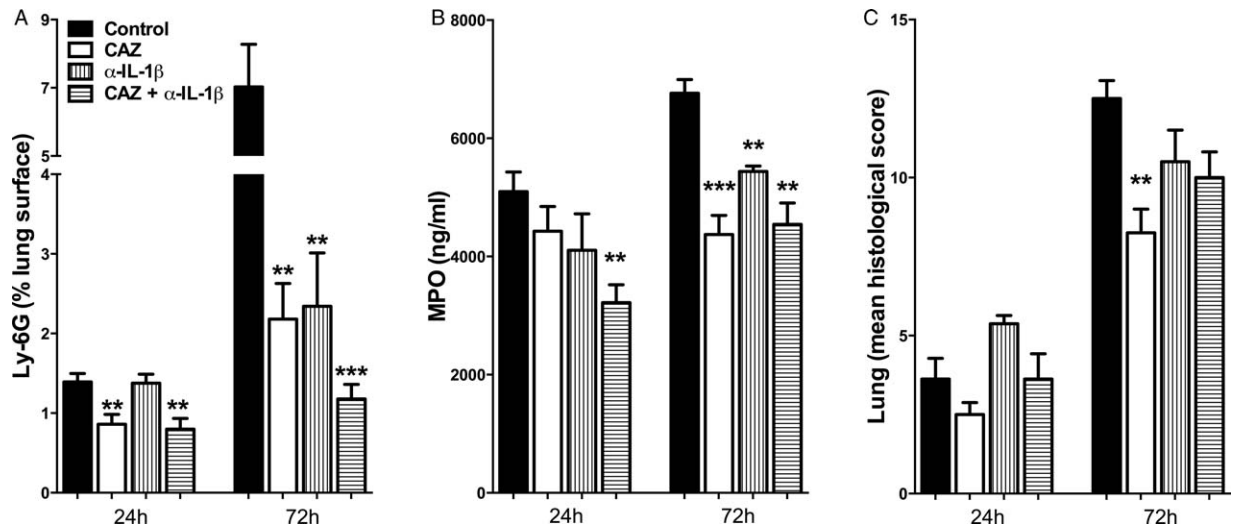 A
Control
CAZ
α-IL-1β
CAZ + α-IL-1β
Ly-6G (% lung surface)
9
7
5
4
3
2
1
0
**
**
**
**
***
24h
72h
B
MPO (ng/ml)
8000
6000
4000
2000
0
**
***
**
**
24h
72h
C
Lung (mean histological score)
15
10
5
0
**
24h
72h